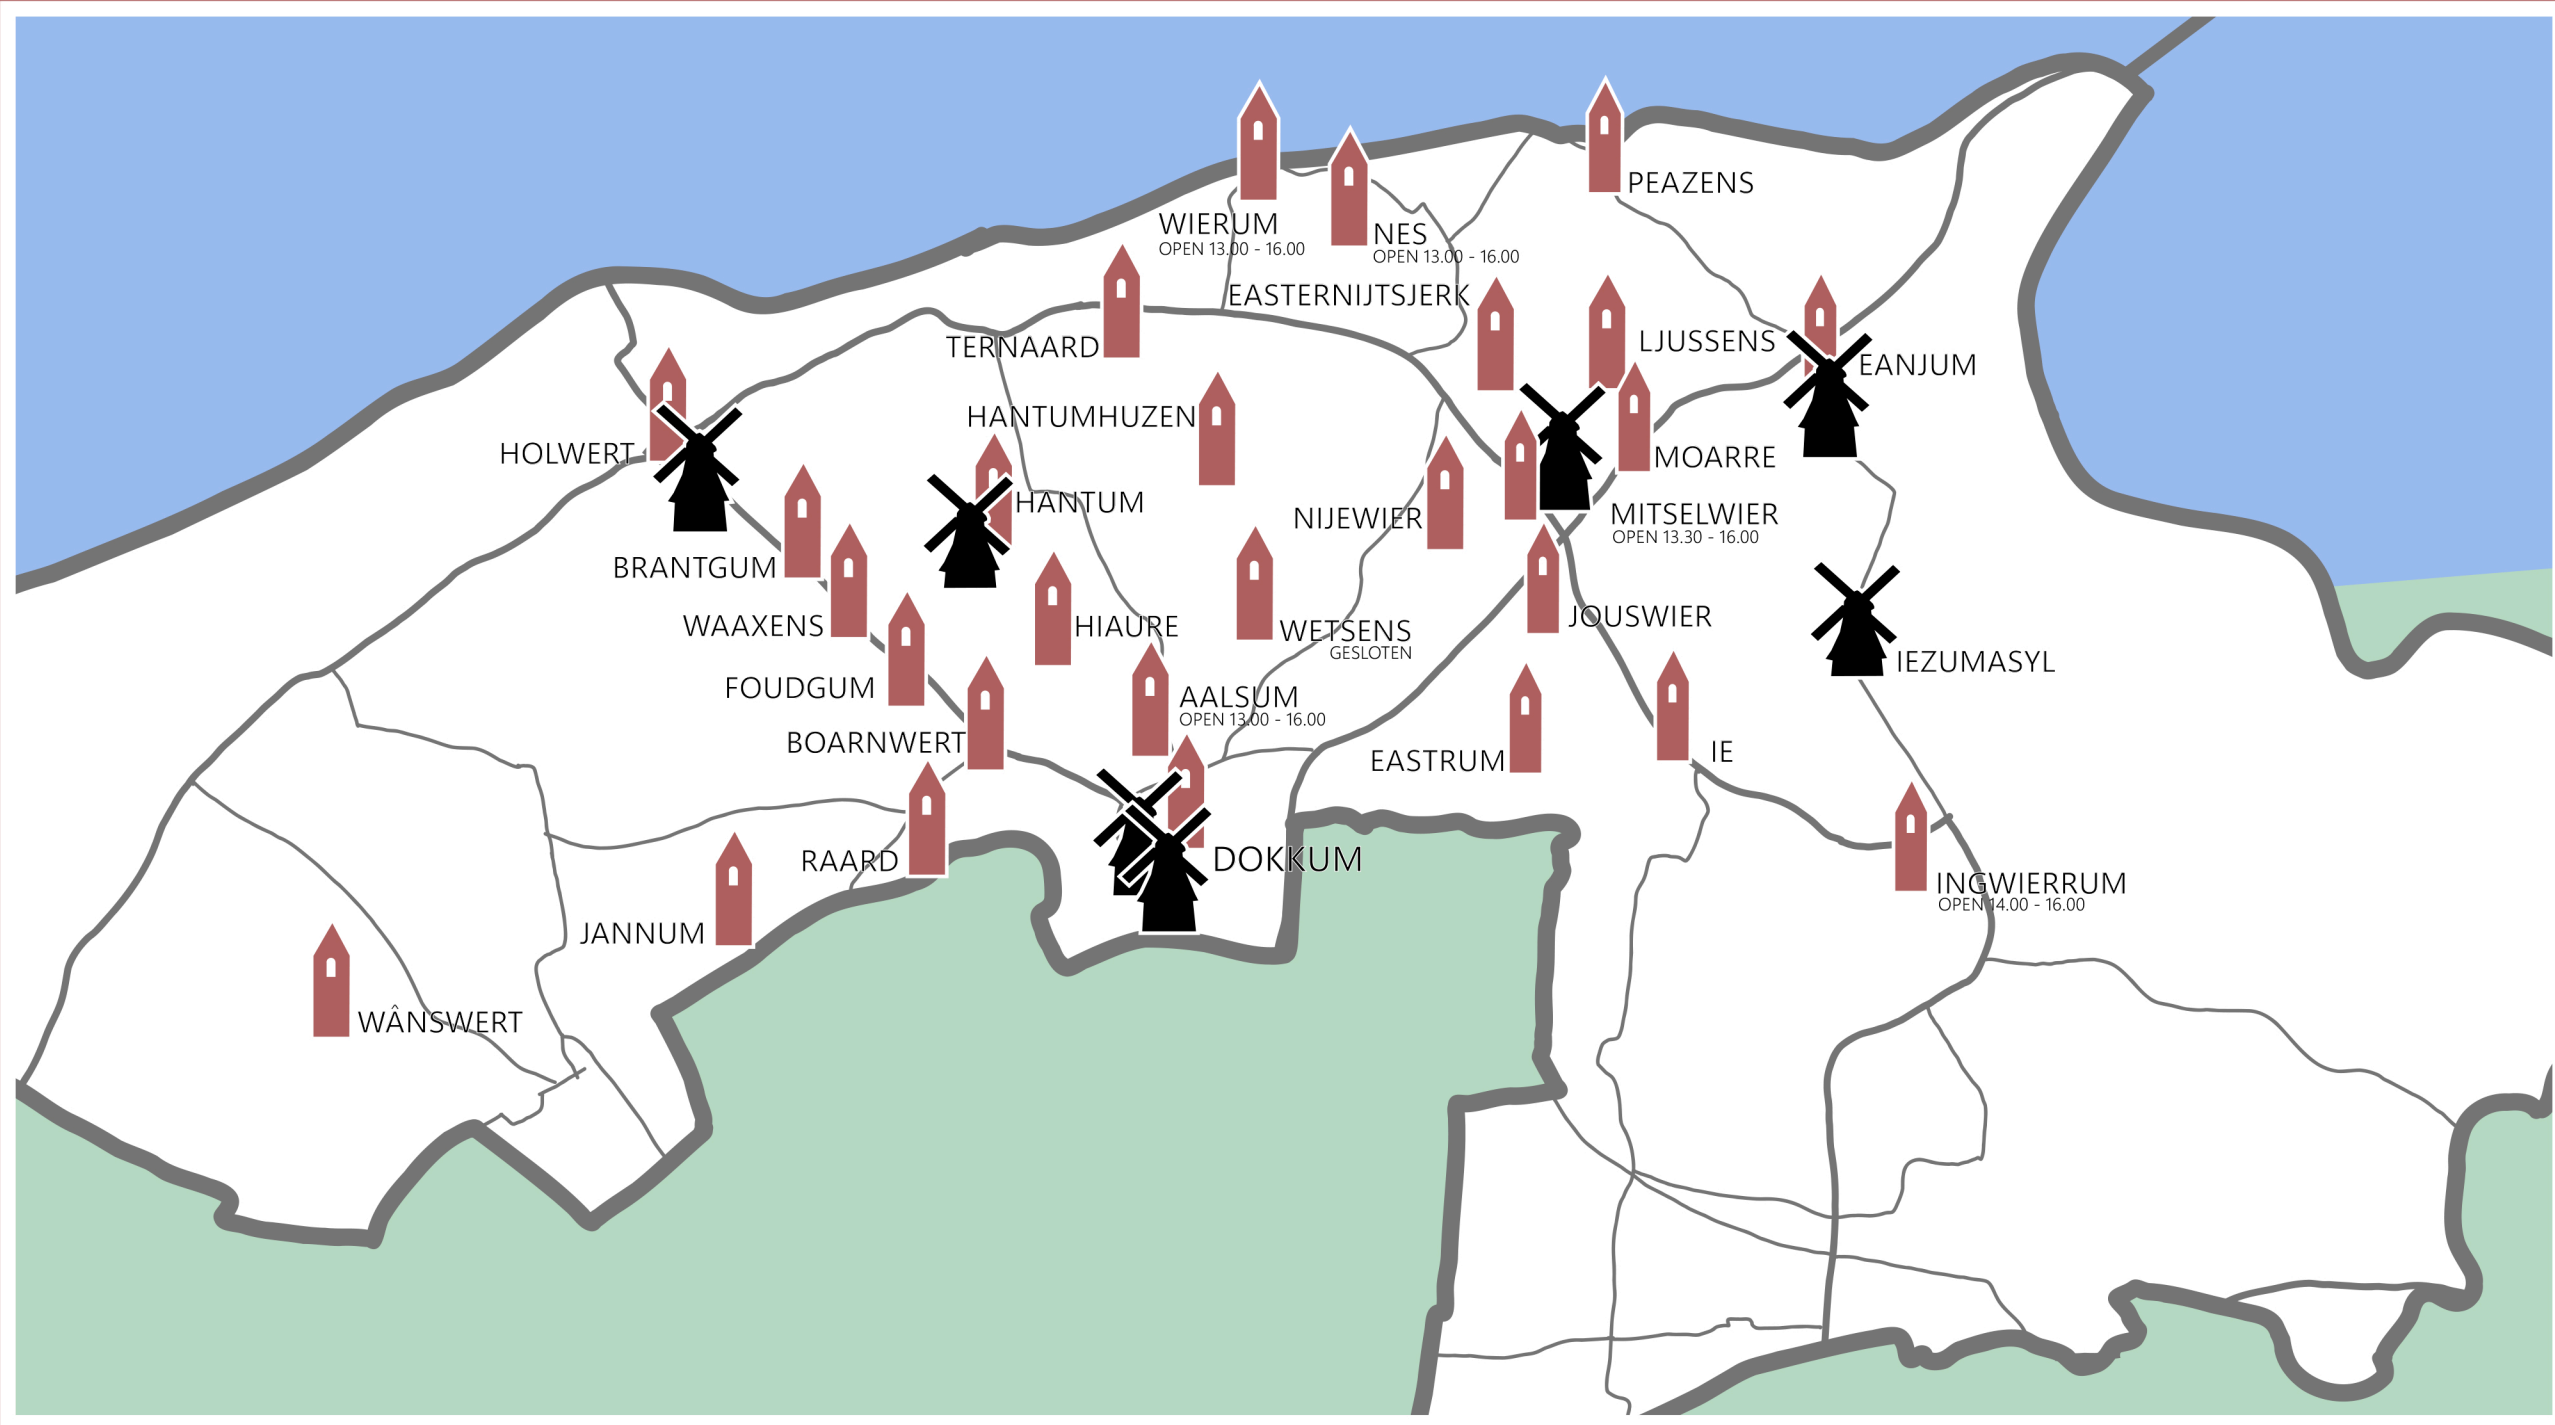 PEAZENS
WIERUM
OPEN 13.00 - 16.00
NES
OPEN 13.00 - 16.00
EASTERNIJTSJERK
TERNAARD
LJUSSENS
EANJUM
HANTUMHUZEN
HOLWERT
MOARRE
HANTUM
NIJEWIER
MITSELWIER
OPEN 13.30 - 16.00
BRANTGUM
WAAXENS
HIAURE
WETSENS
GESLOTEN
JOUSWIER
IEZUMASYL
FOUDGUM
AALSUM
OPEN 13.00 - 16.00
BOARNWERT
EASTRUM
IE
RAARD
DOKKUM
INGWIERRUM
OPEN 14.00 - 16.00
JANNUM
WÂNSWERT